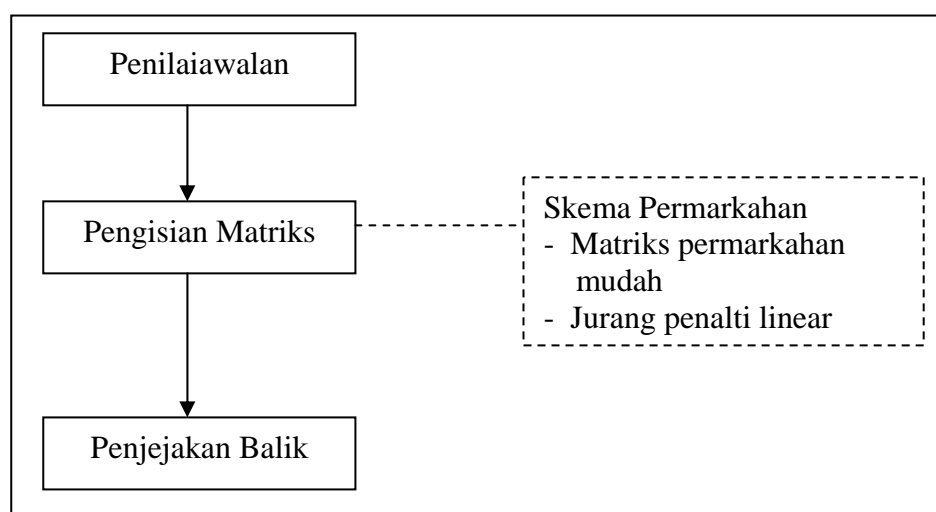 Penilaiawalan
Pengisian Matriks
Skema Permarkahan
- Matriks permarkahan
mudah
- Jurang penalti linear
Penjejakan Balik